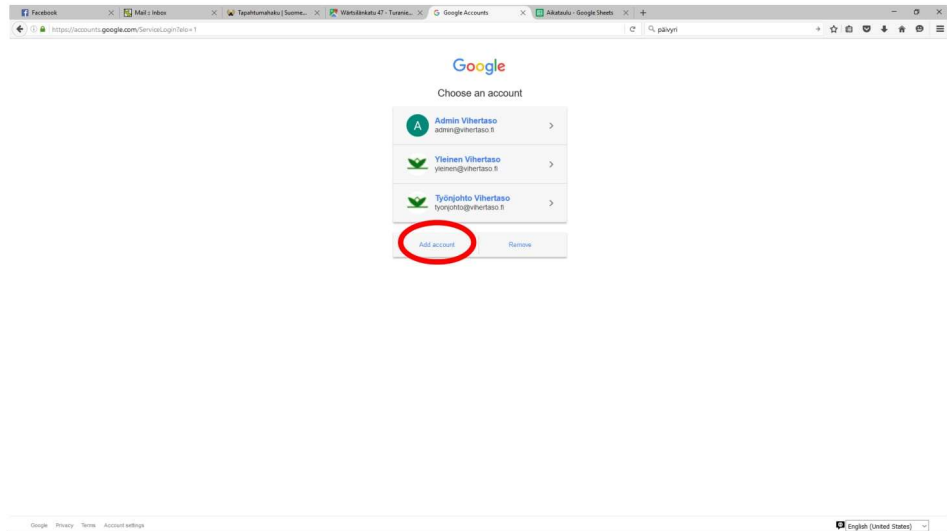 Facebook
Mail :: Inbox
Tapahtumahaku | Suome...
Wärtsilänkatu 47 - Turanie...
Google Accounts
Aikataulu - Google Sheets
https://accounts.google.com/ServiceLogin?elo=1
päivyri
Google
Choose an account
A
Admin Vihertaso
admin@vihertaso.fi
Yleinen Vihertaso
yleinen@vihertaso.fi
Työnjohto Vihertaso
tyonjohto@vihertaso.fi
Add account
Remove
Google Privacy Terms Account settings
English (United States)